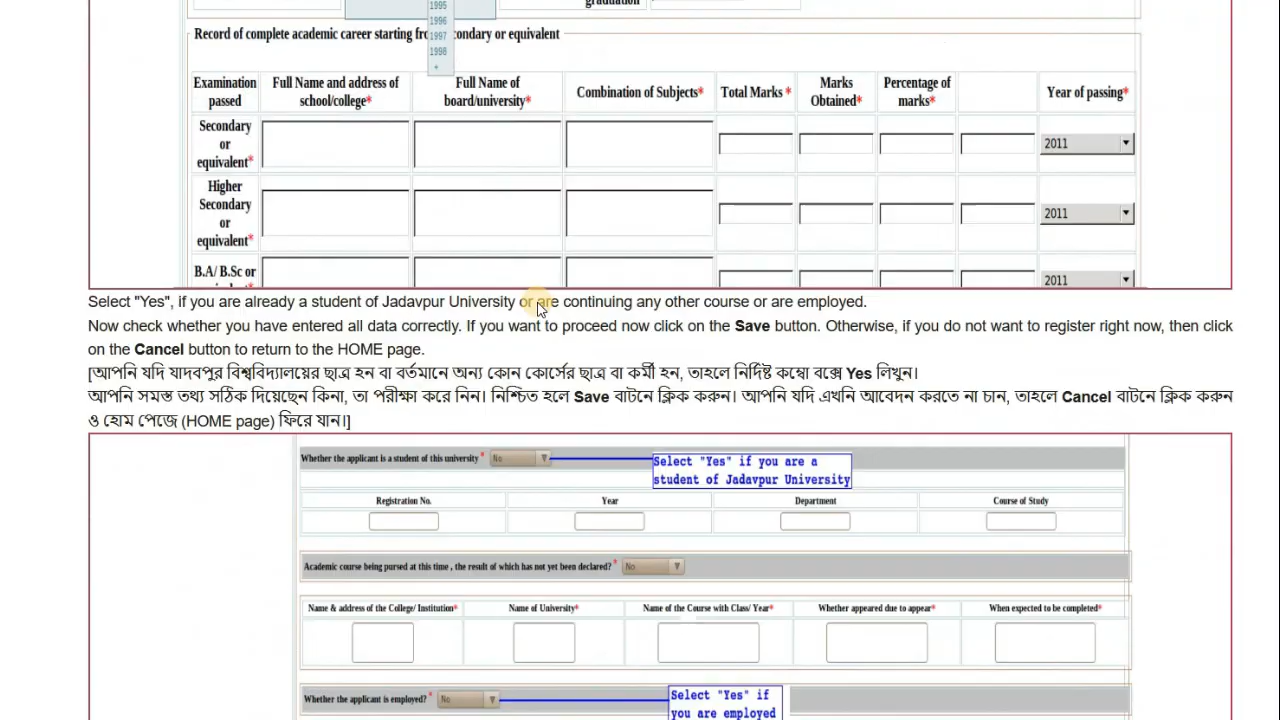 graduation
1995
1996
1997
1998
+
Record of complete academic career starting from secondary or equivalent
Examination passed
Full Name and address of school/college*
Full Name of board/university*
Combination of Subjects*
Total Marks *
Marks Obtained*
Percentage of marks*
Year of passing*
Secondary or equivalent*
2011
Higher Secondary or equivalent*
2011
B.A/ B.Sc or
2011
Select "Yes", if you are already a student of Jadavpur University or are continuing any other course or are employed.
Now check whether you have entered all data correctly. If you want to proceed now click on the Save button. Otherwise, if you do not want to register right now, then click
on the Cancel button to return to the HOME page.
[আপনি যদি যাদবপুর বিশ্ববিদ্যালয়ের ছাত্র হন বা বর্তমানে অন্য কোন কোর্সের ছাত্র বা কর্মী হন, তাহলে নির্দিষ্ট কম্বো বক্সে Yes লিখুন।
আপনি সমস্ত তথ্য সঠিক দিয়েছেন কিনা, তা পরীক্ষা করে নিন। নিশ্চিত হলে Save বাটনে ক্লিক করুন। আপনি যদি এখনি আবেদন করতে না চান, তাহলে Cancel বাটনে ক্লিক করুন
ও হোম পেজে (HOME page) ফিরে যান।]
Whether the applicant is a student of this university *
No
Select "Yes" if you are a
student of Jadavpur University
Registration No.
Year
Department
Course of Study
Academic course being pursed at this time , the result of which has not yet been declared? *
No
Name & address of the College/ Institution*
Name of University*
Name of the Course with Class/ Year*
Whether appeared due to appear*
When expected to be completed*
Whether the applicant is employed? *
No
Select "Yes" if
you are employed